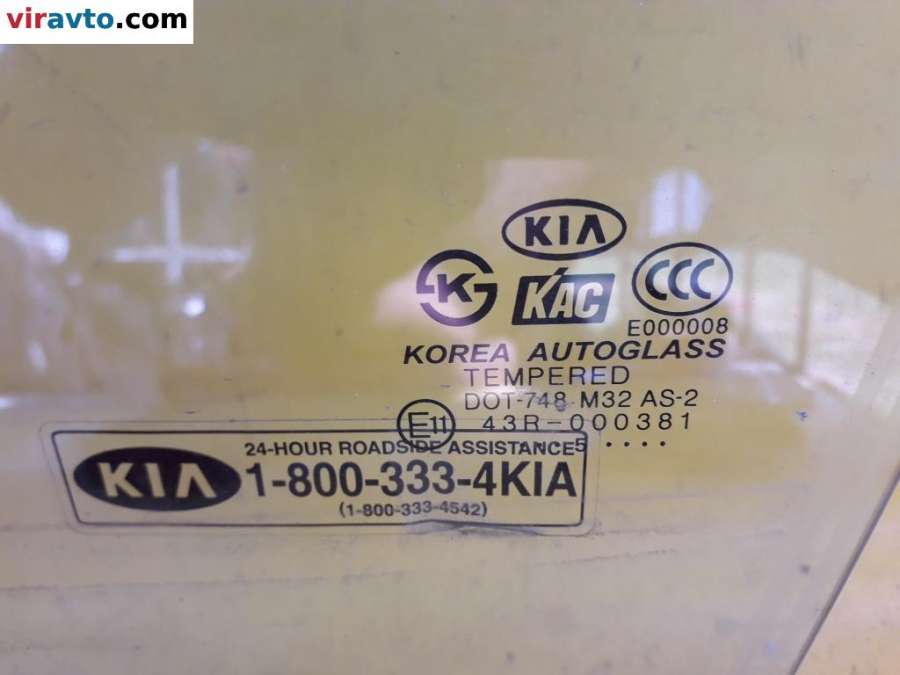 viravto.com
KIA
K
KAC
CCC
E000008
KOREA AUTOGLASS
TEMPERED
DOT-748 M32 AS-2
E11 43R-000381
.. 5 ....
24-HOUR ROADSIDE ASSISTANCE
KIA 1-800-333-4KIA
(1-800-333-4542)